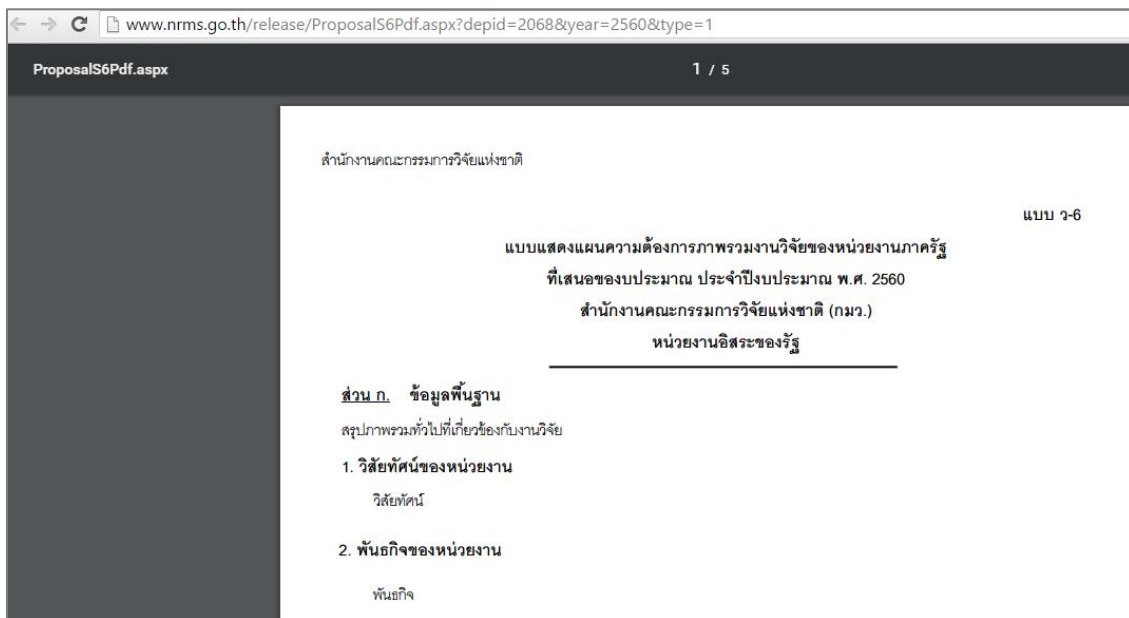 www.nrms.go.th/release/ProposalS6Pdf.aspx?depid=2068&year=2560&type=1
ProposalS6Pdf.aspx 1 / 5
สำนักงานคณะกรรมการวิจัยแห่งชาติ
แบบ ว-6
แบบแสดงแผนความต้องการภาพรวมงานวิจัยของหน่วยงานภาครัฐ
ที่เสนอของบประมาณ ประจำปีงบประมาณ พ.ศ. 2560
สำนักงานคณะกรรมการวิจัยแห่งชาติ (กมว.)
หน่วยงานอิสระของรัฐ
ส่วน ก. ข้อมูลพื้นฐาน
สรุปภาพรวมทั่วไปที่เกี่ยวข้องกับงานวิจัย
1. วิสัยทัศน์ของหน่วยงาน
วิสัยทัศน์
2. พันธกิจของหน่วยงาน
พันธกิจ